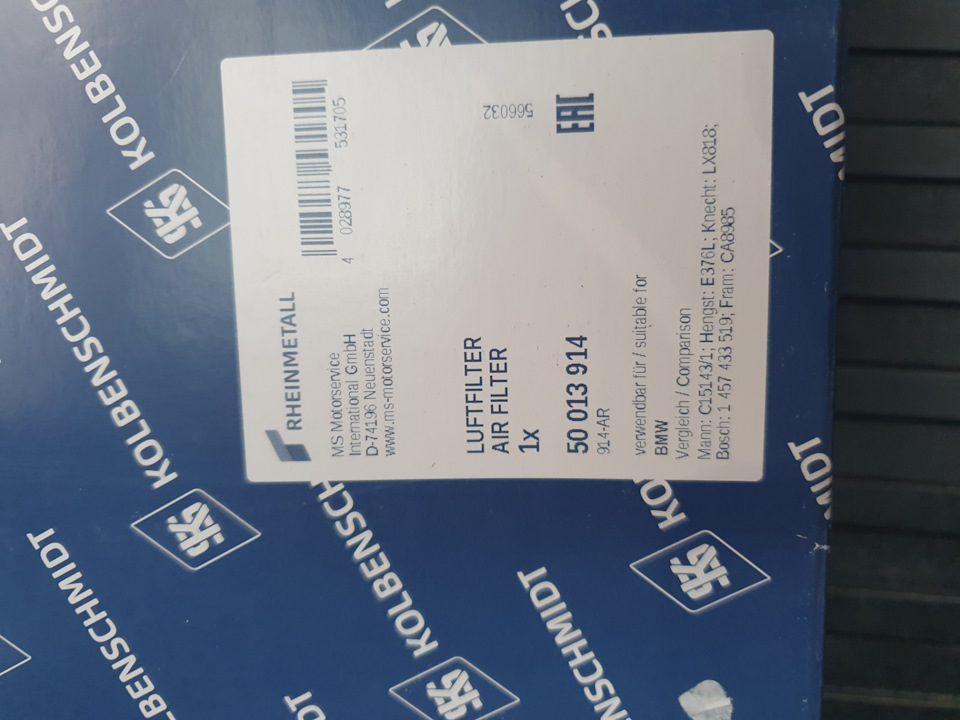 KOLBENSCHMIDT
KOLBENSCHMIDT
KOLBENSCHMIDT
KOLBENSCHMIDT
RHEINMETALL
4 028977 531705
MS Motorservice
International GmbH
D-74196 Neuenstadt
www.ms-motorservice.com
566032
LUFTFILTER
AIR FILTER
1x
EAC
50 013 914
914-AR
verwendbar für / suitable for
BMW
Vergleich / Comparison
Mann: C15143/1; Hengst: E376L; Knecht: LX818;
Bosch: 1 457 433 519; Fram: CA8985